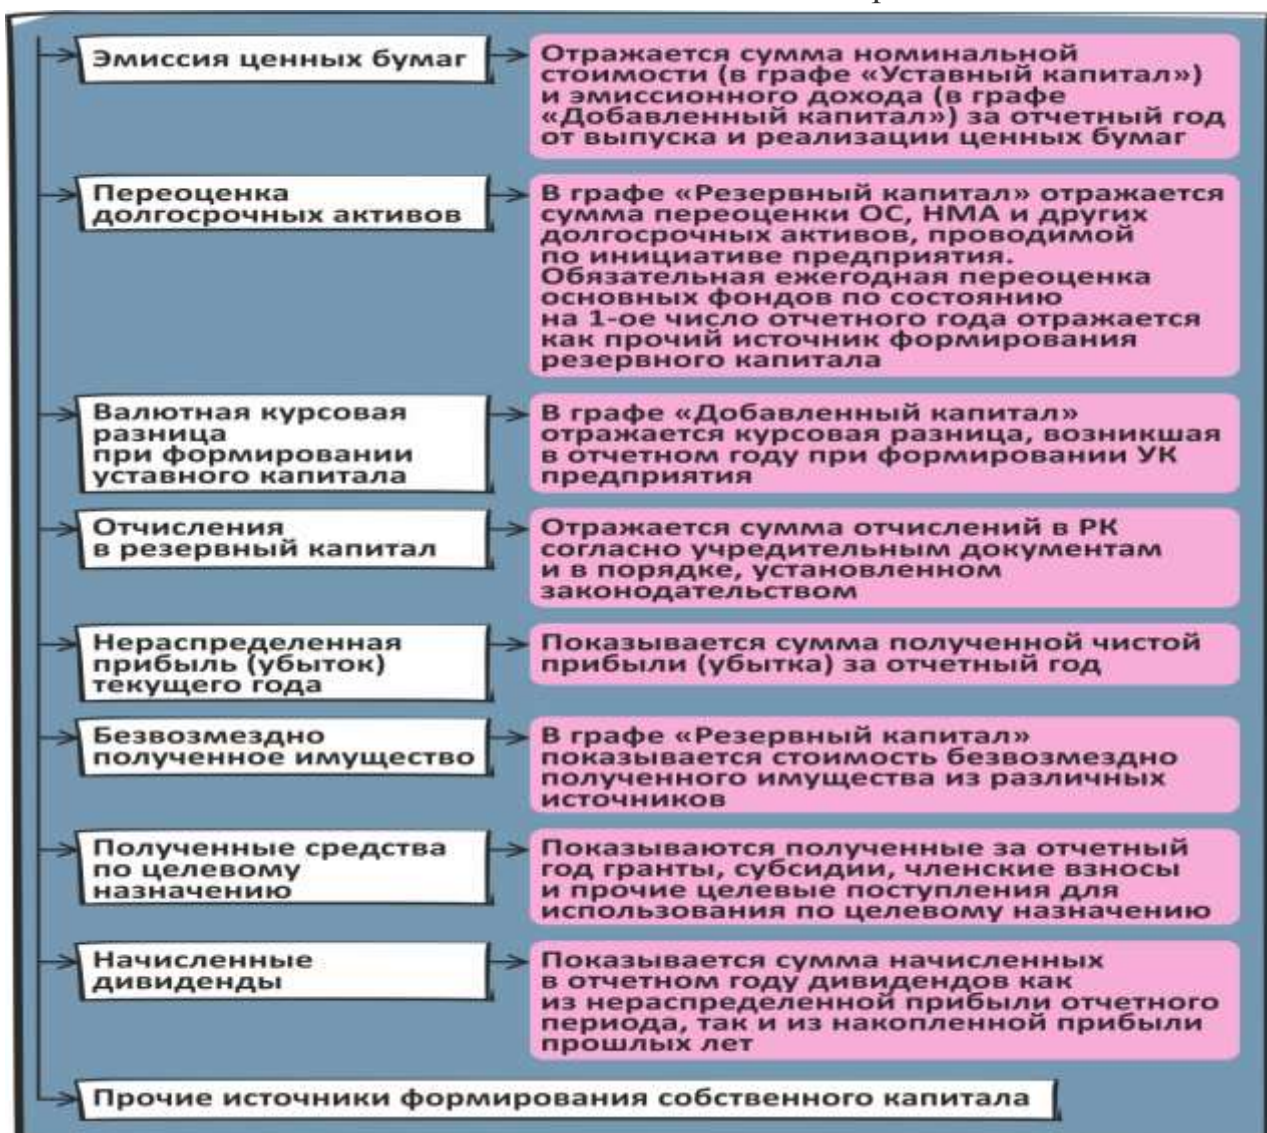 Эмиссия ценных бумаг
Отражается сумма номинальной
стоимости (в графе «Уставный капитал»)
и эмиссионного дохода (в графе
«Добавленный капитал») за отчетный год
от выпуска и реализации ценных бумаг
Переоценка
долгосрочных активов
В графе «Резервный капитал» отражается
сумма переоценки ОС, НМА и других
долгосрочных активов, проводимой
по инициативе предприятия.
Обязательная ежегодная переоценка
основных фондов по состоянию
на 1-ое число отчетного года отражается
как прочий источник формирования
резервного капитала
Валютная курсовая
разница
при формировании
уставного капитала
В графе «Добавленный капитал»
отражается курсовая разница, возникшая
в отчетном году при формировании УК
предприятия
Отчисления
в резервный капитал
Отражается сумма отчислений в РК
согласно учредительным документам
и в порядке, установленном
законодательством
Нераспределенная
прибыль (убыток)
текущего года
Показывается сумма полученной чистой
прибыли (убытка) за отчетный год
Безвозмездно
полученное имущество
В графе «Резервный капитал»
показывается стоимость безвозмездно
полученного имущества из различных
источников
Полученные средства
по целевому
назначению
Показываются полученные за отчетный
год гранты, субсидии, членские взносы
и прочие целевые поступления для
использования по целевому назначению
Начисленные
дивиденды
Показывается сумма начисленных
в отчетном году дивидендов как
из нераспределенной прибыли отчетного
периода, так и из накопленной прибыли
прошлых лет
Прочие источники формирования собственного капитала